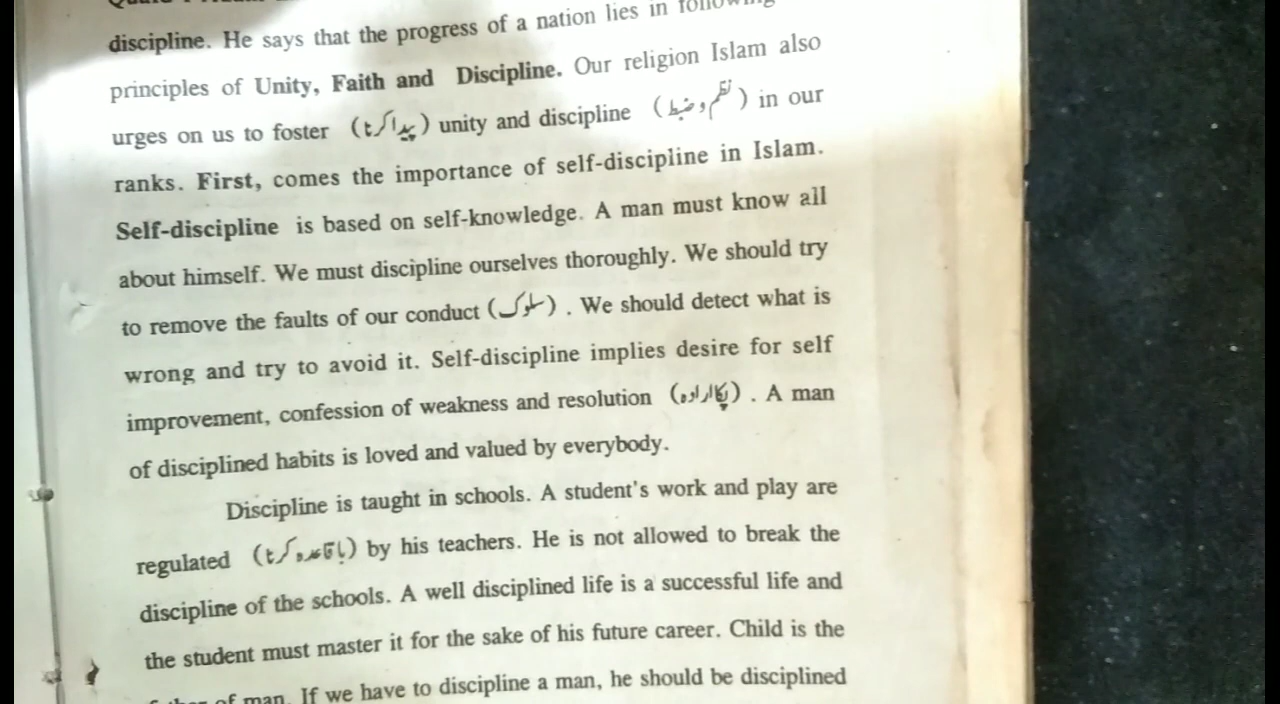 discipline. He says that the progress of a nation lies in following
principles of Unity, Faith and Discipline. Our religion Islam also
urges on us to foster (پیدا کرنا) unity and discipline (نظم و ضبط) in our
ranks. First, comes the importance of self-discipline in Islam.
Self-discipline is based on self-knowledge. A man must know all
about himself. We must discipline ourselves thoroughly. We should try
to remove the faults of our conduct (سلوک). We should detect what is
wrong and try to avoid it. Self-discipline implies desire for self
improvement, confession of weakness and resolution (پکا ارادہ). A man
of disciplined habits is loved and valued by everybody.
Discipline is taught in schools. A student's work and play are
regulated (باقاعدہ کرنا) by his teachers. He is not allowed to break the
discipline of the schools. A well disciplined life is a successful life and
the student must master it for the sake of his future career. Child is the
of man. If we have to discipline a man, he should be disciplined